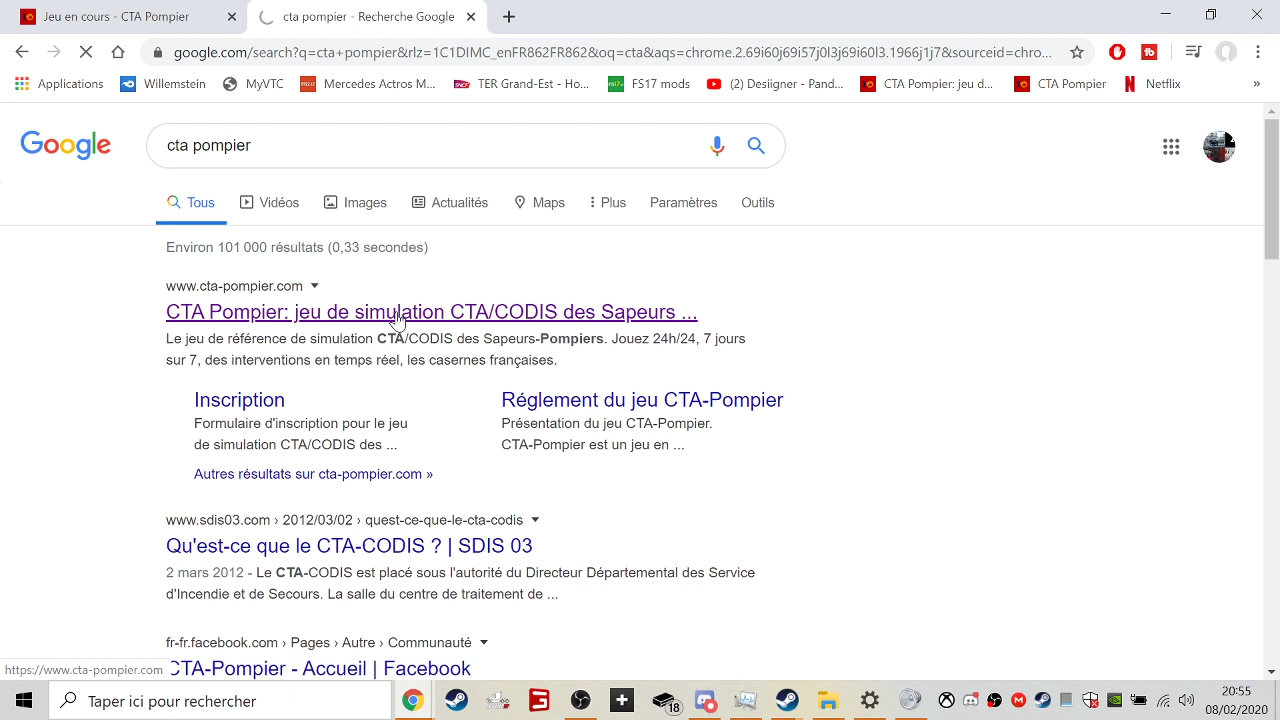 Jeu en cours - CTA Pompier
cta pompier - Recherche Google
google.com/search?q=cta+pompier&rlz=1C1DIMC_enFR862FR862&oq=cta&aqs=chrome.2.69i60j69i57j0l3j69i60l3.1966j1j7&sourceid=chro...
Applications Willemstein MyVTC Mercedes Actros M... TER Grand-Est - Ho... FS17 mods (2) Desiigner - Pand... CTA Pompier: jeu d... CTA Pompier Netflix »
Google
cta pompier
Tous Vidéos Images Actualités Maps Plus Paramètres Outils
Environ 101 000 résultats (0,33 secondes)
www.cta-pompier.com
CTA Pompier: jeu de simulation CTA/CODIS des Sapeurs ...
Le jeu de référence de simulation CTA/CODIS des Sapeurs-Pompiers. Jouez 24h/24, 7 jours
sur 7, des interventions en temps réel, les casernes françaises.
Inscription
Formulaire d'inscription pour le jeu
de simulation CTA/CODIS des ...
Réglement du jeu CTA-Pompier
Présentation du jeu CTA-Pompier.
CTA-Pompier est un jeu en ...
Autres résultats sur cta-pompier.com »
www.sdis03.com › 2012/03/02 › quest-ce-que-le-cta-codis
Qu'est-ce que le CTA-CODIS ? | SDIS 03
2 mars 2012 - Le CTA-CODIS est placé sous l'autorité du Directeur Départemental des Service
d'Incendie et de Secours. La salle du centre de traitement de ...
fr-fr.facebook.com › Pages › Autre › Communauté
CTA-Pompier - Accueil | Facebook
https://www.cta-pompier.com
Taper ici pour rechercher
18
20:55
08/02/2020